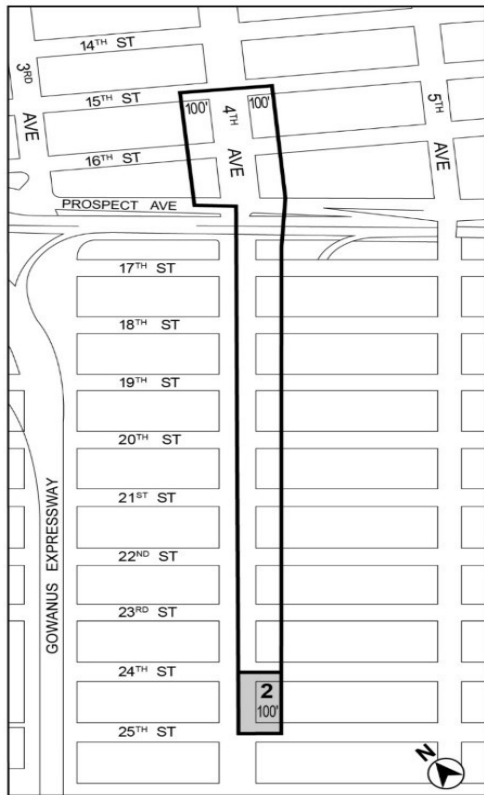 14TH ST
3RD
AVE
15TH ST
100'
100'
4TH
AVE
5TH
AVE
16TH ST
PROSPECT AVE
17TH ST
18TH ST
19TH ST
20TH ST
21ST ST
GOWANUS EXPRESSWAY
22ND ST
23RD ST
24TH ST
2
100'
25TH ST
N